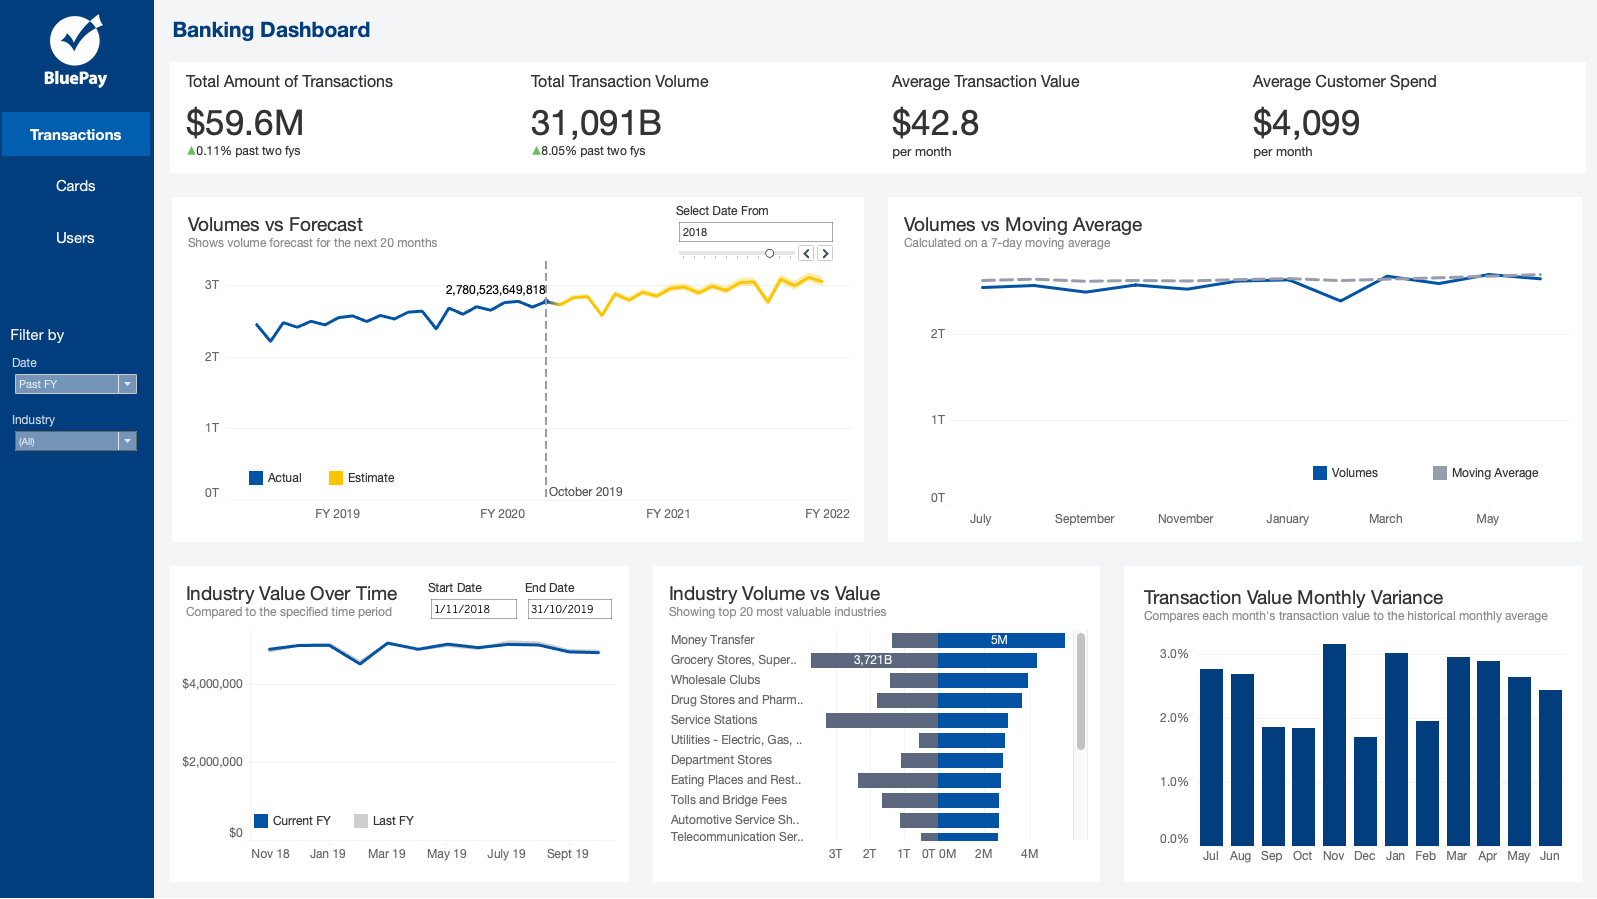 BluePay
Transactions
Cards
Users
Filter by
Date
Past FY
Industry
(All)
Banking Dashboard
Total Amount of Transactions
$59.6M
▲0.11% past two fys
Total Transaction Volume
31,091B
▲8.05% past two fys
Average Transaction Value
$42.8
per month
Average Customer Spend
$4,099
per month
Volumes vs Forecast
Shows volume forecast for the next 20 months
Select Date From
2018
3T
2T
1T
0T
2,780,523,649,818
Actual
Estimate
October 2019
FY 2019
FY 2020
FY 2021
FY 2022
Volumes vs Moving Average
Calculated on a 7-day moving average
2T
1T
0T
Volumes
Moving Average
July
September
November
January
March
May
Industry Value Over Time
Compared to the specified time period
Start Date
1/11/2018
End Date
31/10/2019
$4,000,000
$2,000,000
$0
Current FY
Last FY
Nov 18
Jan 19
Mar 19
May 19
July 19
Sept 19
Industry Volume vs Value
Showing top 20 most valuable industries
Money Transfer
5M
Grocery Stores, Super..
3,721B
Wholesale Clubs
Drug Stores and Pharm..
Service Stations
Utilities - Electric, Gas, ..
Department Stores
Eating Places and Rest..
Tolls and Bridge Fees
Automotive Service Sh..
Telecommunication Ser..
3T
2T
1T
0T
0M
2M
4M
Transaction Value Monthly Variance
Compares each month's transaction value to the historical monthly average
3.0%
2.0%
1.0%
0.0%
Jul
Aug
Sep
Oct
Nov
Dec
Jan
Feb
Mar
Apr
May
Jun